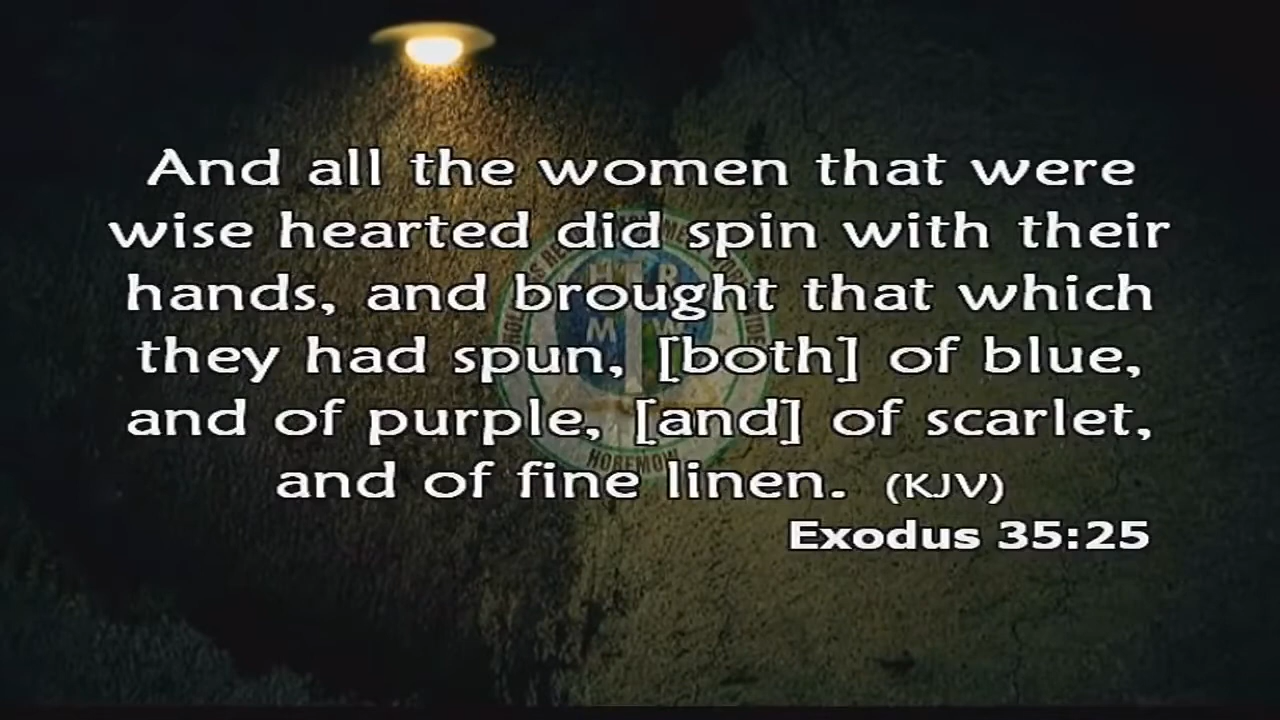 And all the women that were
wise hearted did spin with their
hands, and brought that which
they had spun, [both] of blue,
and of purple, [and] of scarlet,
and of fine linen. (KJV)
Exodus 35:25
HOREMOW